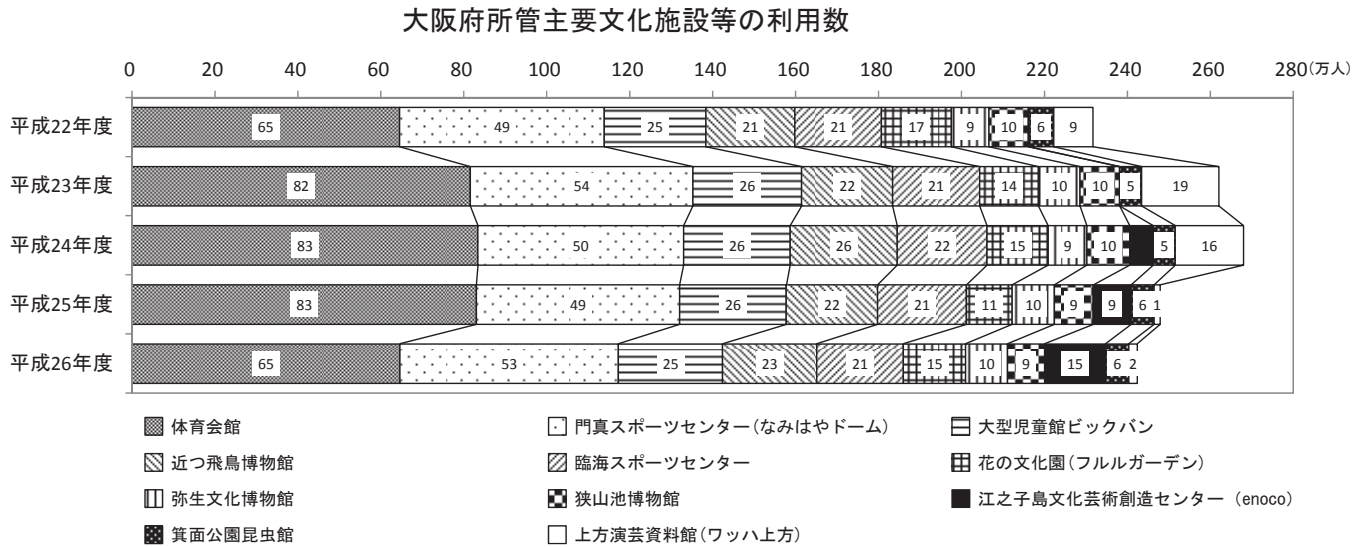 大阪府所管主要文化施設等の利用数
0 20 40 60 80 100 120 140 160 180 200 220 240 260 280(万人)
平成22年度 65 49 25 21 21 17 9 10 6 9
平成23年度 82 54 26 22 21 14 10 10 5 19
平成24年度 83 50 26 26 22 15 9 10 5 16
平成25年度 83 49 26 22 21 11 10 9 9 6 1
平成26年度 65 53 25 23 21 15 10 9 15 6 2
体育会館 門真スポーツセンター(なみはやドーム) 大型児童館ビックバン
近つ飛鳥博物館 臨海スポーツセンター 花の文化園(フルルガーデン)
弥生文化博物館 狭山池博物館 江之子島文化芸術創造センター (enoco)
箕面公園昆虫館 上方演芸資料館(ワッハ上方)